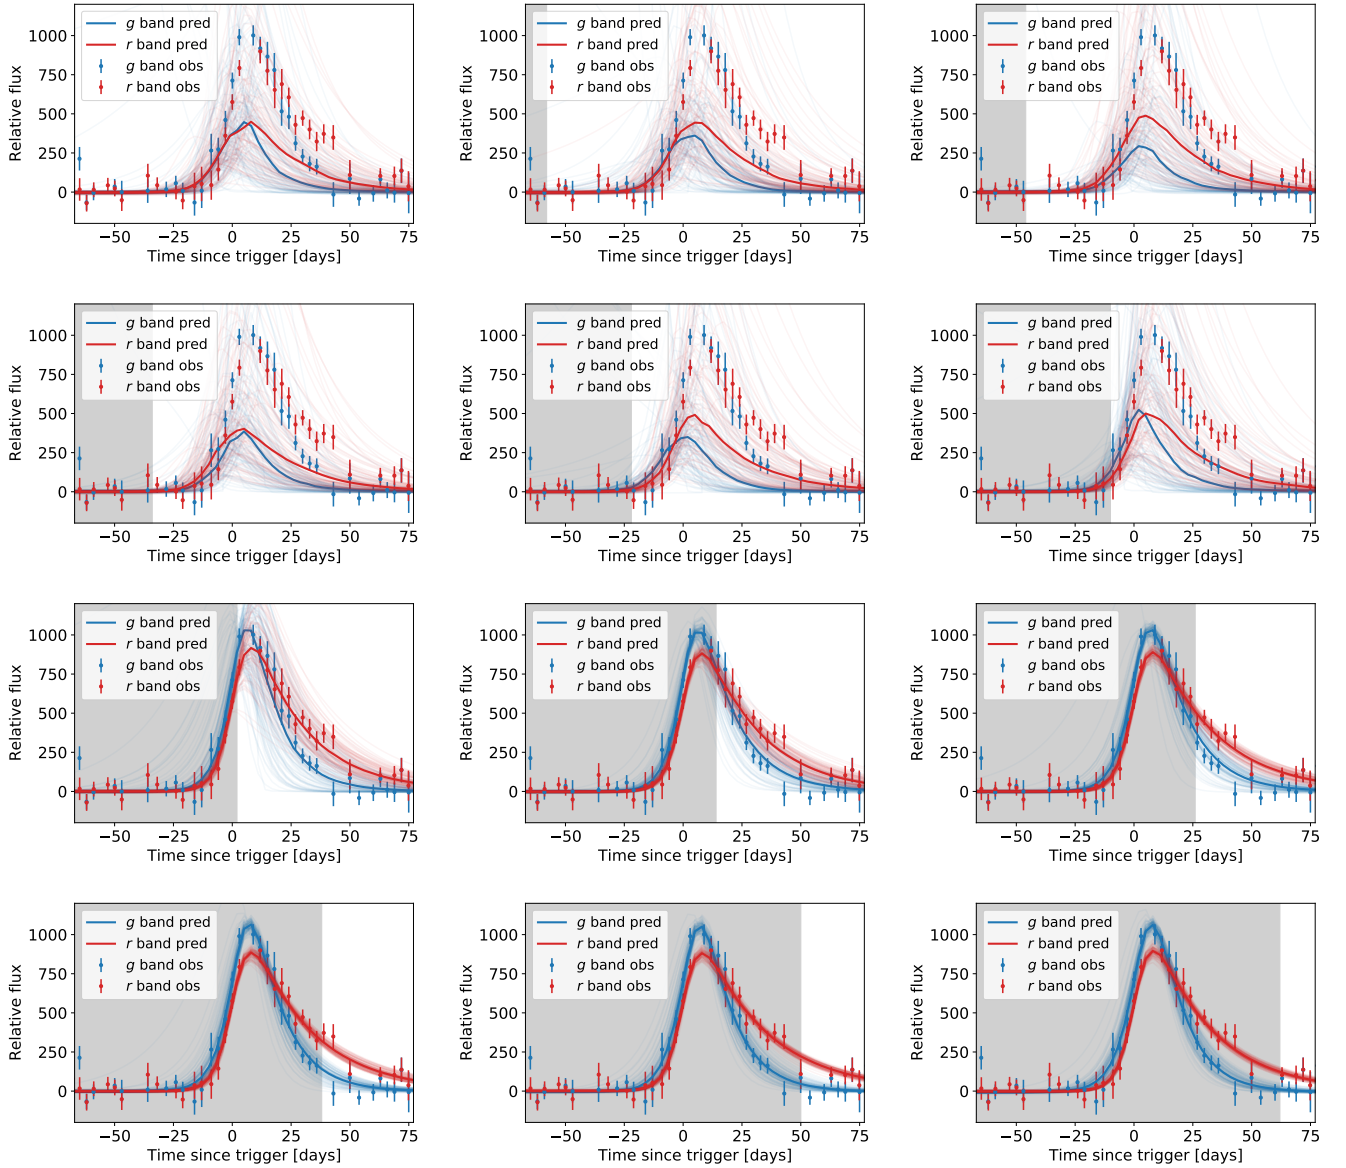 g band pred
r band pred
g band obs
r band obs
Relative flux
0
250
500
750
1000
−50 −25 0 25 50 75
Time since trigger [days]
g band pred
r band pred
g band obs
r band obs
Relative flux
0
250
500
750
1000
−50 −25 0 25 50 75
Time since trigger [days]
g band pred
r band pred
g band obs
r band obs
Relative flux
0
250
500
750
1000
−50 −25 0 25 50 75
Time since trigger [days]
g band pred
r band pred
g band obs
r band obs
Relative flux
0
250
500
750
1000
−50 −25 0 25 50 75
Time since trigger [days]
g band pred
r band pred
g band obs
r band obs
Relative flux
0
250
500
750
1000
−50 −25 0 25 50 75
Time since trigger [days]
g band pred
r band pred
g band obs
r band obs
Relative flux
0
250
500
750
1000
−50 −25 0 25 50 75
Time since trigger [days]
g band pred
r band pred
g band obs
r band obs
Relative flux
0
250
500
750
1000
−50 −25 0 25 50 75
Time since trigger [days]
g band pred
r band pred
g band obs
r band obs
Relative flux
0
250
500
750
1000
−50 −25 0 25 50 75
Time since trigger [days]
g band pred
r band pred
g band obs
r band obs
Relative flux
0
250
500
750
1000
−50 −25 0 25 50 75
Time since trigger [days]
g band pred
r band pred
g band obs
r band obs
Relative flux
0
250
500
750
1000
−50 −25 0 25 50 75
Time since trigger [days]
g band pred
r band pred
g band obs
r band obs
Relative flux
0
250
500
750
1000
−50 −25 0 25 50 75
Time since trigger [days]
g band pred
r band pred
g band obs
r band obs
Relative flux
0
250
500
750
1000
−50 −25 0 25 50 75
Time since trigger [days]